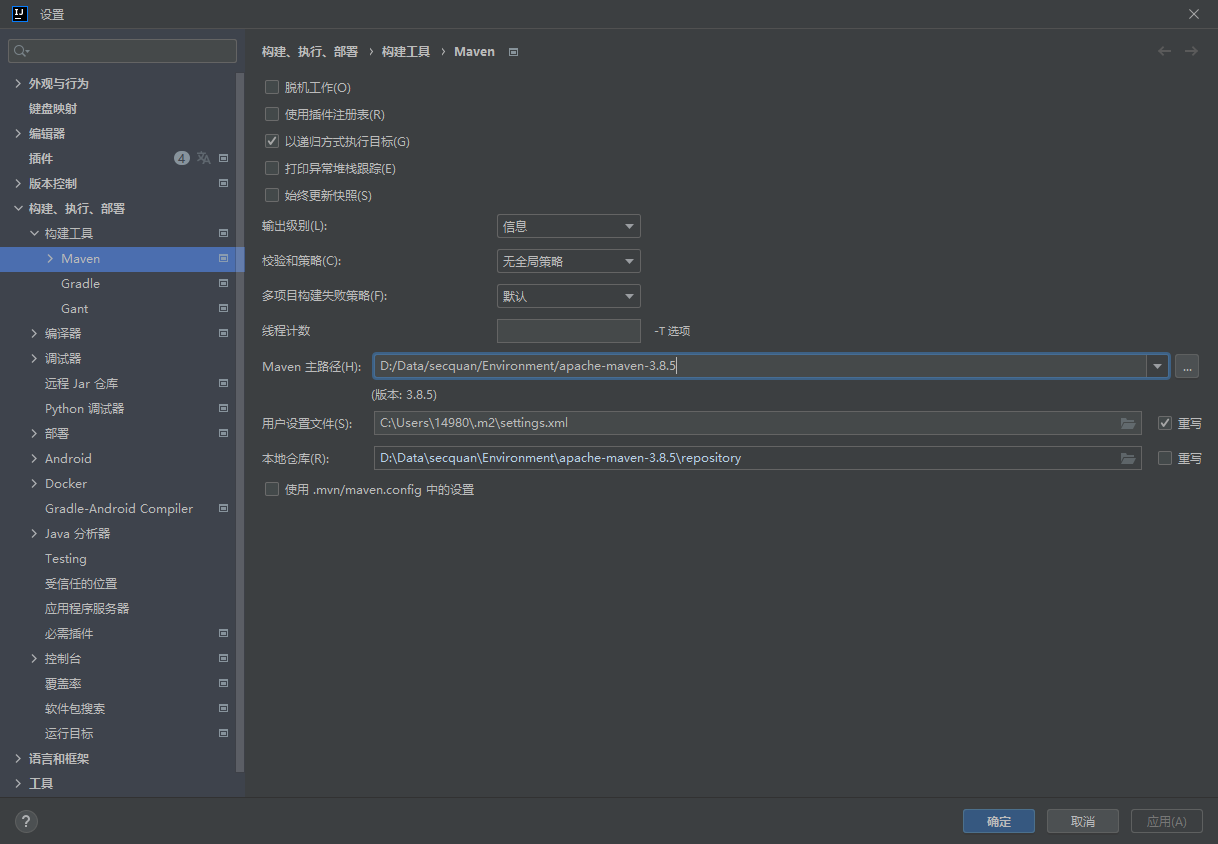 设置
外观与行为
键盘映射
编辑器
插件 4
版本控制
构建、执行、部署
构建工具
Maven
Gradle
Gant
编译器
调试器
远程 Jar 仓库
Python 调试器
部署
Android
Docker
Gradle-Android Compiler
Java 分析器
Testing
受信任的位置
应用程序服务器
必需插件
控制台
覆盖率
软件包搜索
运行目标
语言和框架
工具
构建、执行、部署 › 构建工具 › Maven
脱机工作(O)
使用插件注册表(R)
以递归方式执行目标(G)
打印异常堆栈跟踪(E)
始终更新快照(S)
输出级别(L): 信息
校验和策略(C): 无全局策略
多项目构建失败策略(F): 默认
线程计数 -T 选项
Maven 主路径(H): D:/Data/secquan/Environment/apache-maven-3.8.5 ...
(版本: 3.8.5)
用户设置文件(S): C:\Users\14980\.m2\settings.xml 重写
本地仓库(R): D:\Data\secquan\Environment\apache-maven-3.8.5\repository 重写
使用 .mvn/maven.config 中的设置
? 确定 取消 应用(A)